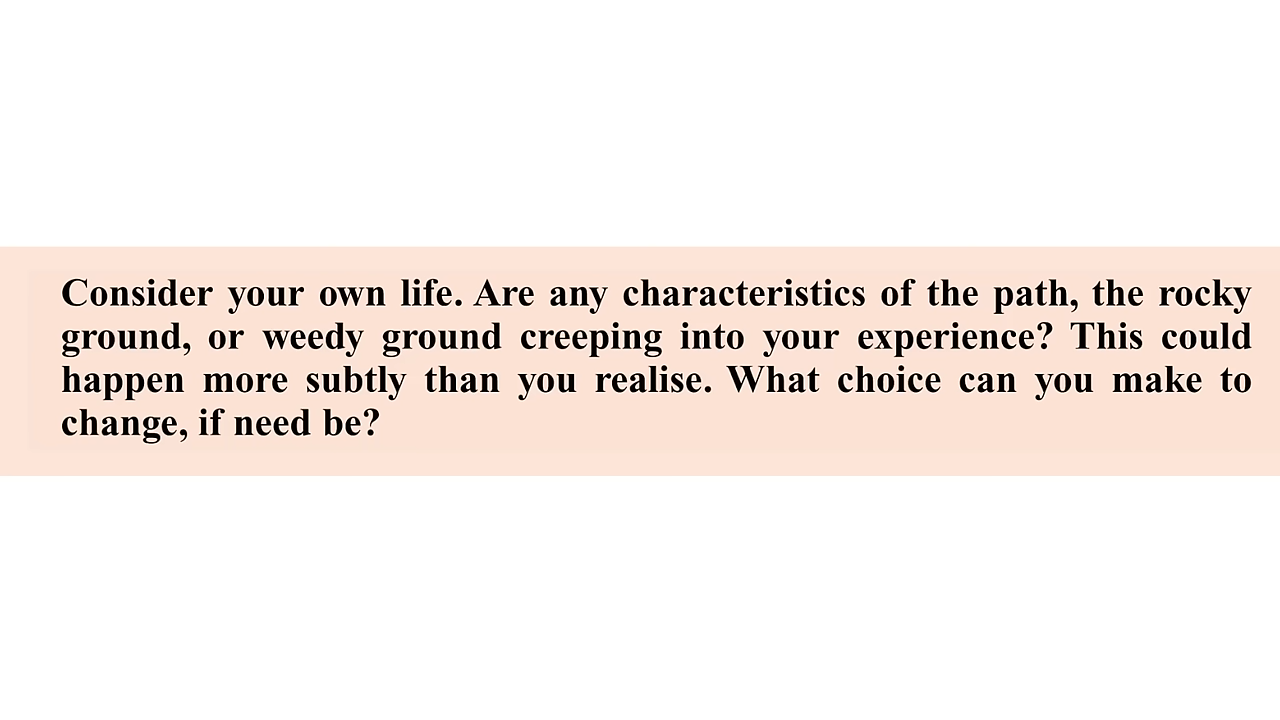 Consider your own life. Are any characteristics of the path, the rocky
ground, or weedy ground creeping into your experience? This could
happen more subtly than you realise. What choice can you make to
change, if need be?